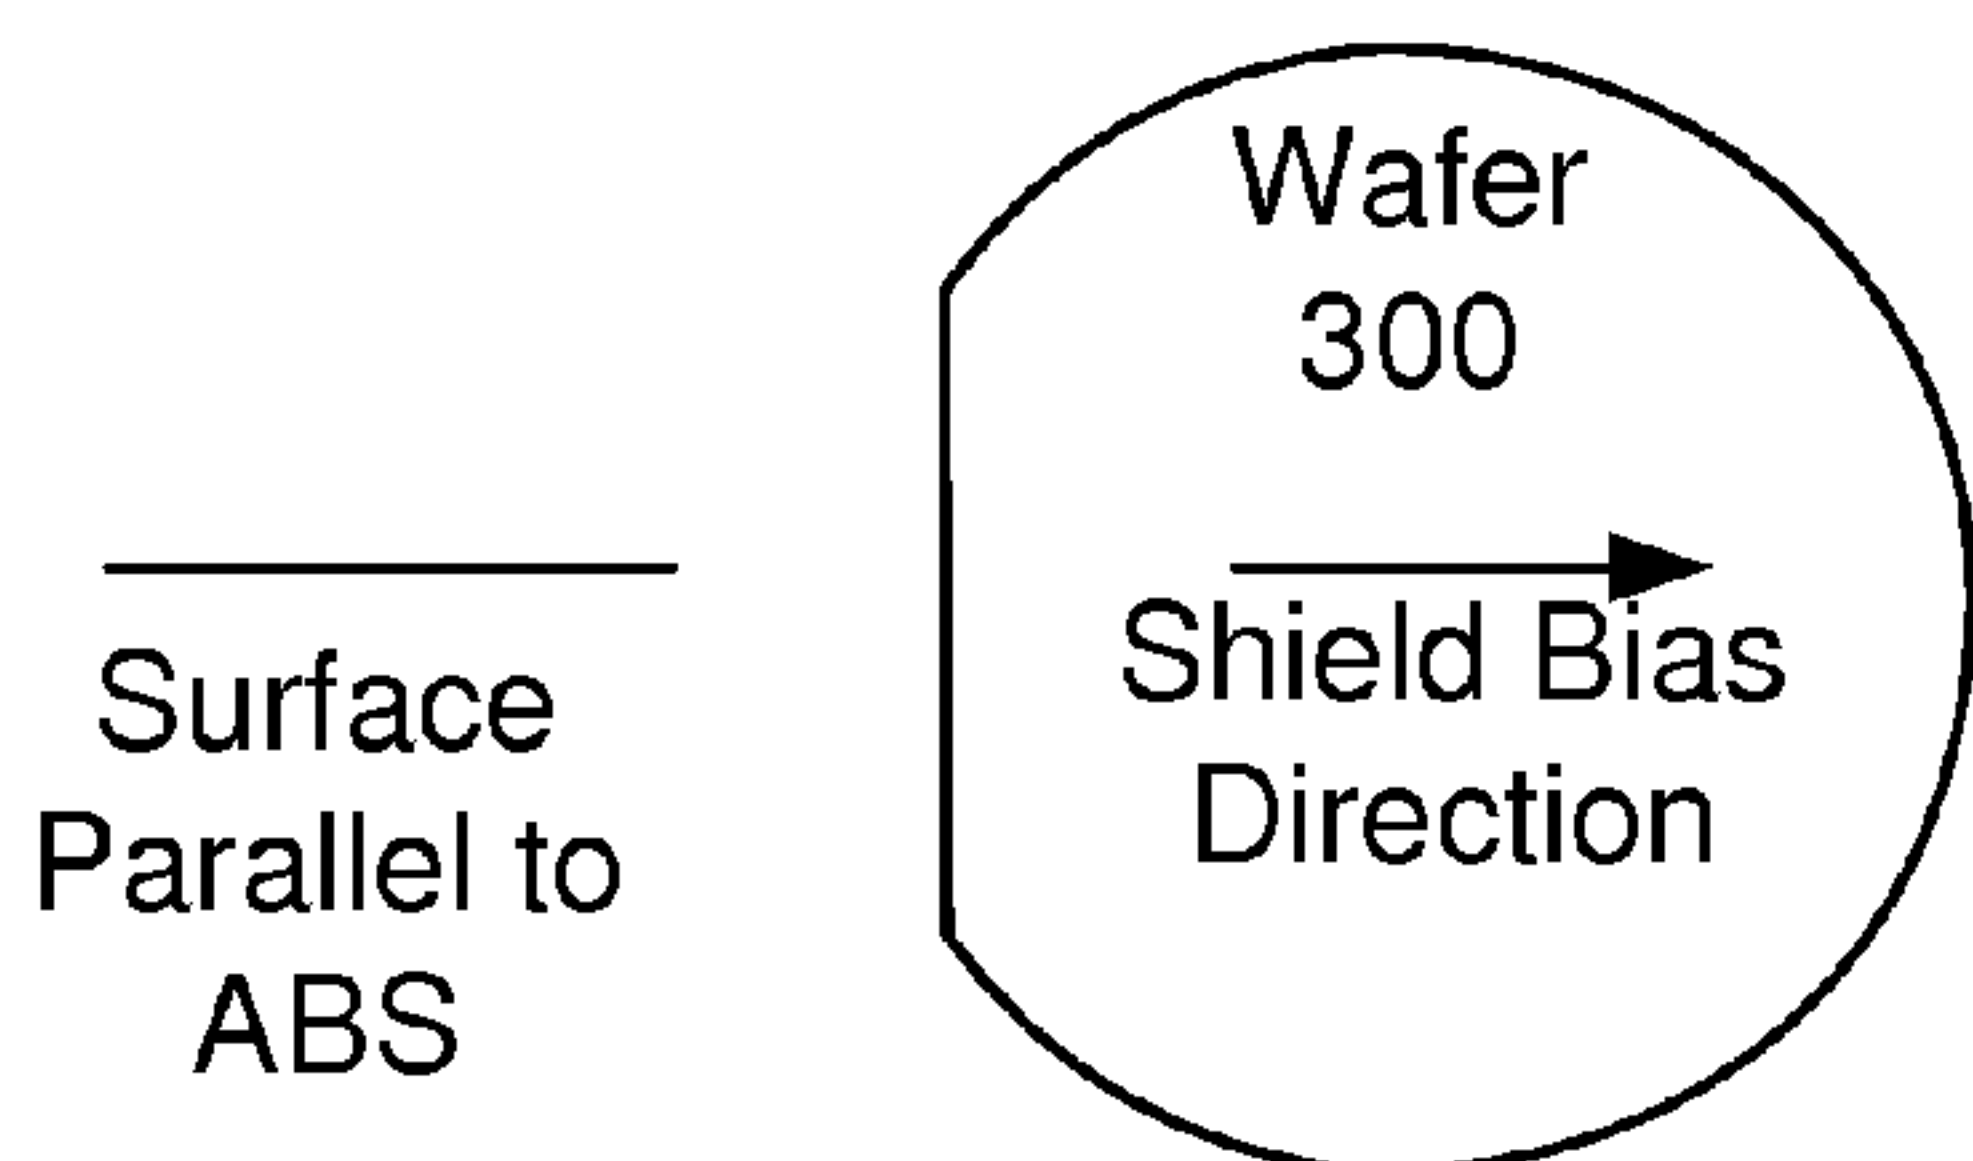 Wafer
300
Shield Bias
Direction
Surface
Parallel to
ABS